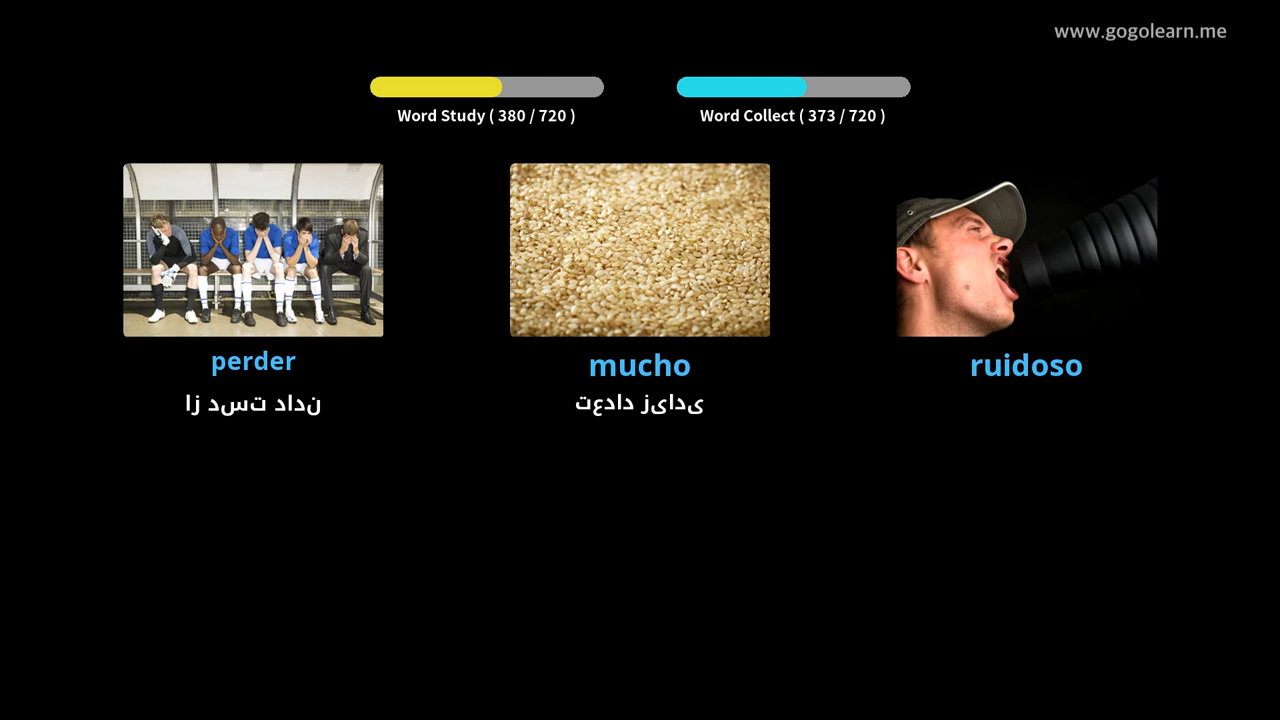 www.gogolearn.me
Word Study ( 380 / 720 )
Word Collect ( 373 / 720 )
perder
از دست دادن
mucho
تعداد زیادی
ruidoso